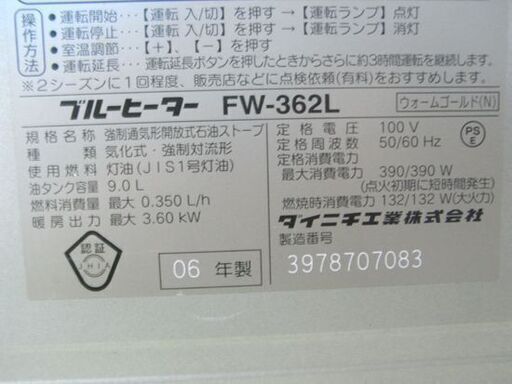 操作方法
・運転開始…【運転 入/切】を押す→【運転ランプ】点灯
・運転停止…【運転 入/切】を押す→【運転ランプ】消灯
・室温調節…【+】、【-】を押す
・運転延長…運転延長ボタンを押したときからさらに約3時間運転を継続します。
※2シーズンに1回程度、販売店などに点検依頼(有料)をおすすめします。
ブルーヒーター FW-362L ウォームゴールド(N)
規格名称 強制通気形開放式石油ストーブ
種類 気化式・強制対流形
使用燃料 灯油(JIS1号灯油)
油タンク容量 9.0L
燃料消費量 最大 0.350 L/h
暖房出力 最大 3.60 kW
定格電圧 100 V
定格周波数 50/60 Hz
定格消費電力
最大消費電力 390/390 W
(点火初期に短時間発生)
燃焼時消費電力 132/132 W(大火力)
PSE
ダイニチ工業株式会社
認証
JHIA
06 年製
製造番号
3978707083